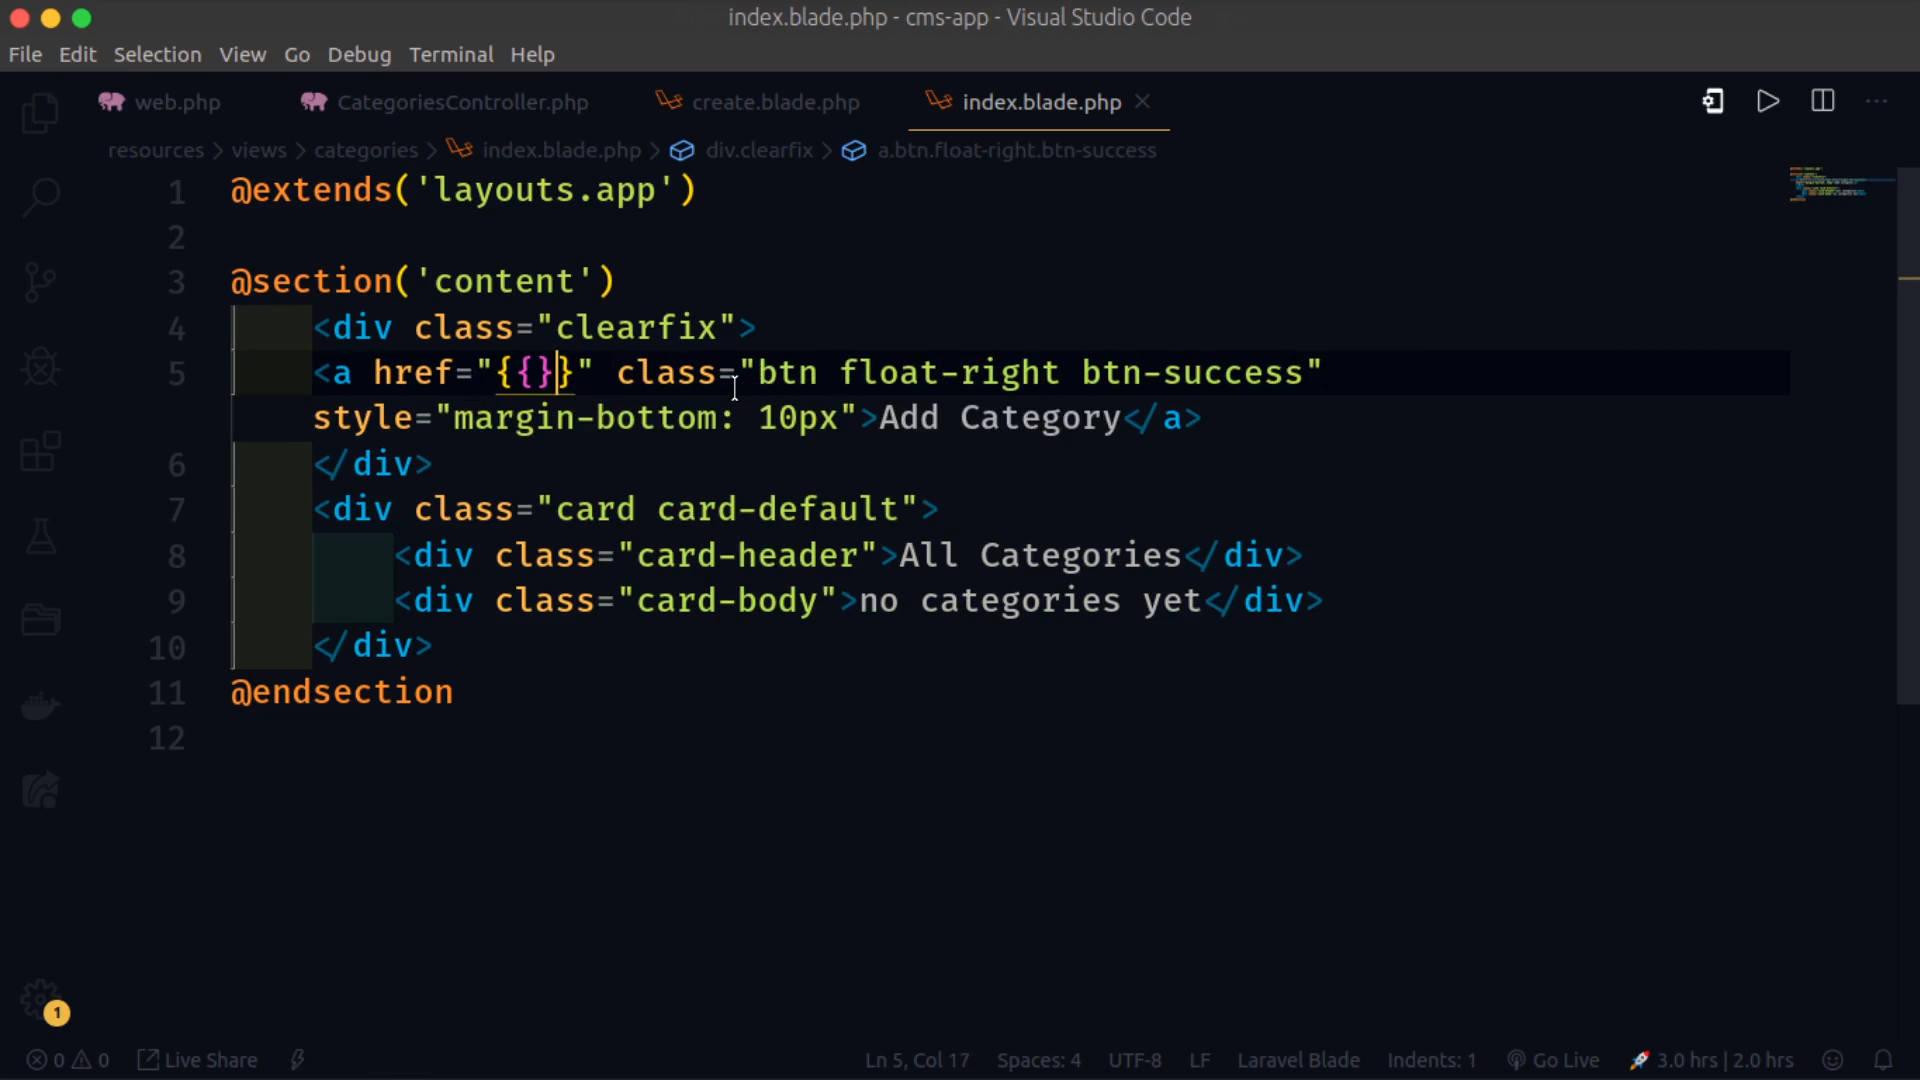 index.blade.php - cms-app - Visual Studio Code
File Edit Selection View Go Debug Terminal Help
web.php CategoriesController.php create.blade.php index.blade.php
resources > views > categories > index.blade.php > div.clearfix > a.btn.float-right.btn-success
1 @extends('layouts.app')
2
3 @section('content')
4 <div class="clearfix">
5 <a href="{{}}" class="btn float-right btn-success"
style="margin-bottom: 10px">Add Category</a>
6 </div>
7 <div class="card card-default">
8 <div class="card-header">All Categories</div>
9 <div class="card-body">no categories yet</div>
10 </div>
11 @endsection
12
1
0 0 Live Share Ln 5, Col 17 Spaces: 4 UTF-8 LF Laravel Blade Indents: 1 Go Live 🚀 3.0 hrs | 2.0 hrs